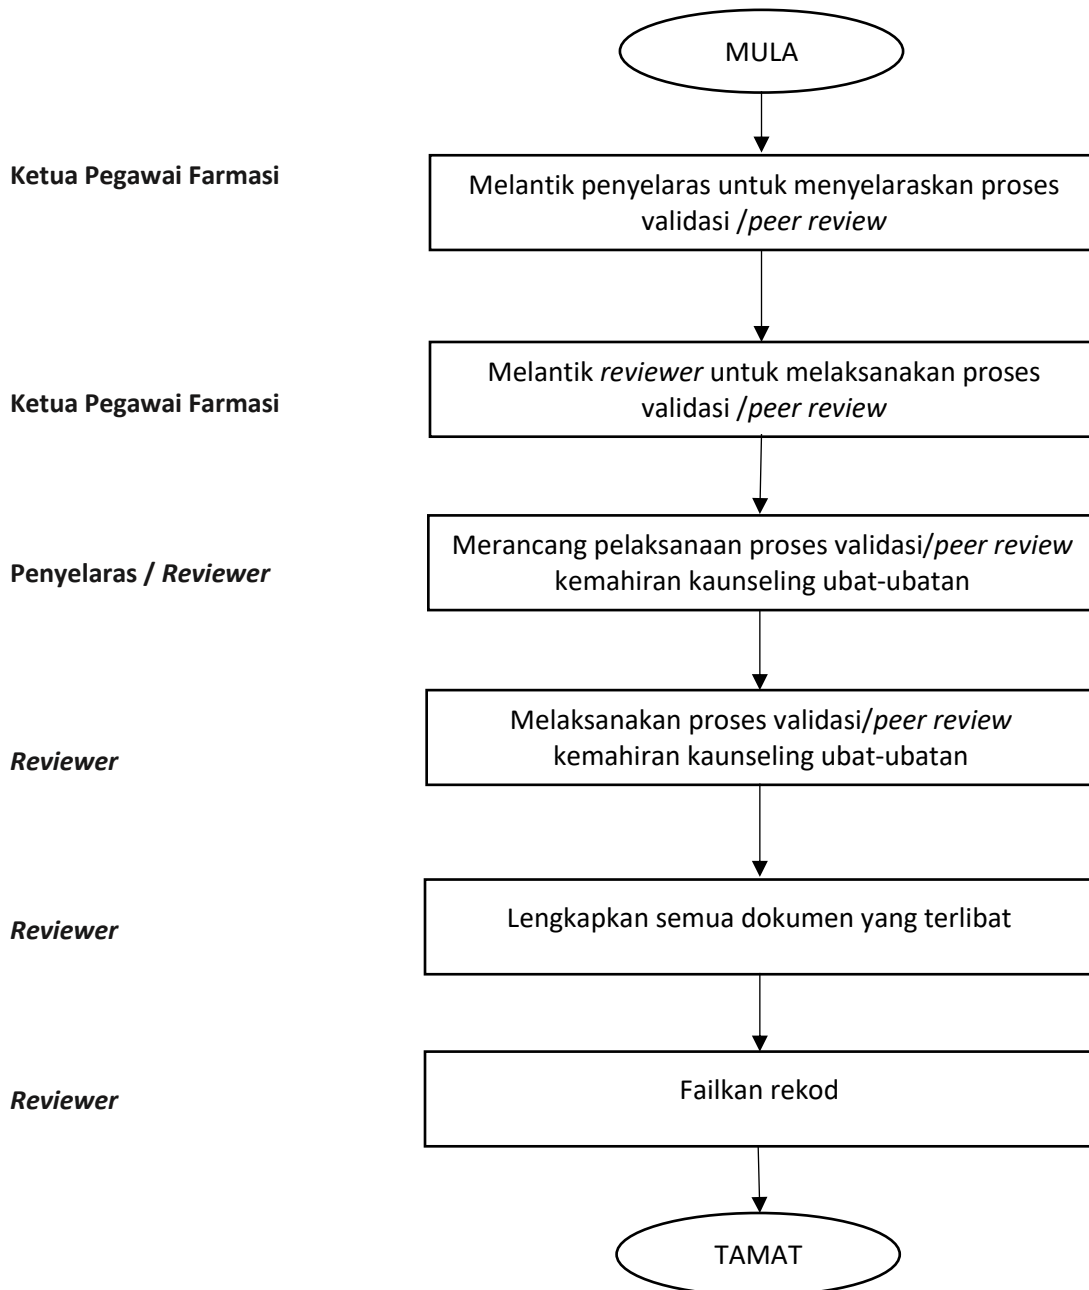 MULA
Ketua Pegawai Farmasi
Melantik penyelaras untuk menyelaraskan proses
validasi /peer review
Ketua Pegawai Farmasi
Melantik reviewer untuk melaksanakan proses
validasi /peer review
Penyelaras / Reviewer
Merancang pelaksanaan proses validasi/peer review
kemahiran kaunseling ubat-ubatan
Reviewer
Melaksanakan proses validasi/peer review
kemahiran kaunseling ubat-ubatan
Reviewer
Lengkapkan semua dokumen yang terlibat
Reviewer
Failkan rekod
TAMAT